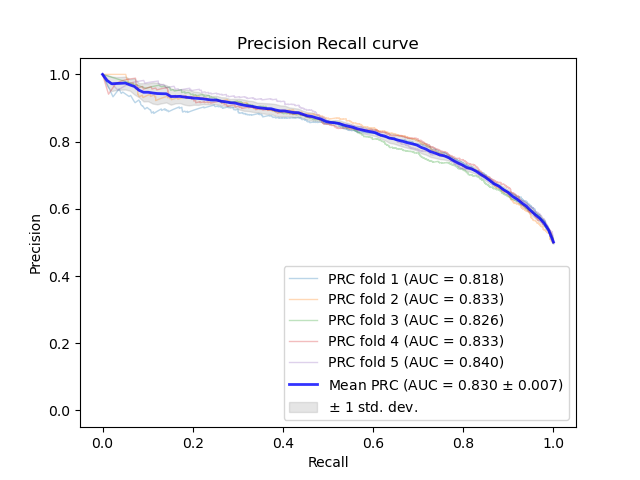 Precision Recall curve
1.0
0.8
0.6
0.4
0.2
0.0
Precision
0.0 0.2 0.4 0.6 0.8 1.0
Recall
PRC fold 1 (AUC = 0.818)
PRC fold 2 (AUC = 0.833)
PRC fold 3 (AUC = 0.826)
PRC fold 4 (AUC = 0.833)
PRC fold 5 (AUC = 0.840)
Mean PRC (AUC = 0.830 ± 0.007)
± 1 std. dev.